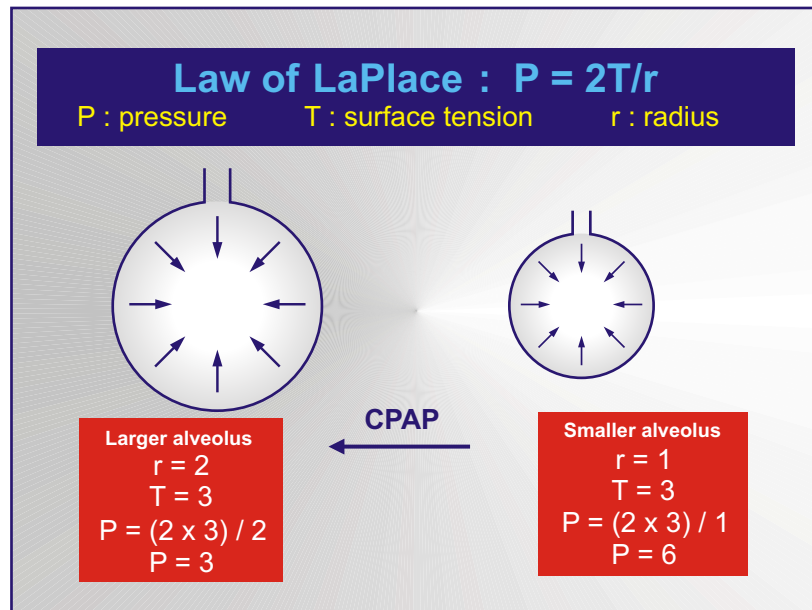 Law of LaPlace : P = 2T/r
P : pressure T : surface tension r : radius
CPAP
Larger alveolus
r = 2
T = 3
P = (2 x 3) / 2
P = 3
Smaller alveolus
r = 1
T = 3
P = (2 x 3) / 1
P = 6